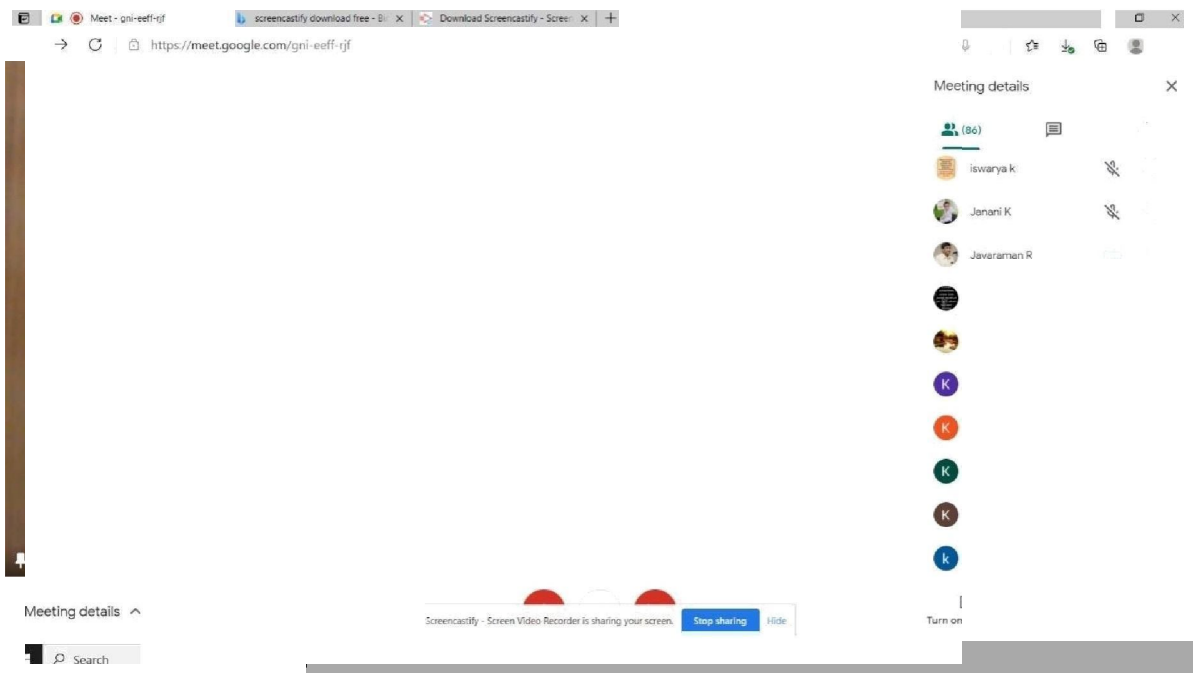 Meet - gni-eeff-rjf
screencastify download free - Bi
Download Screencastify - Screen
https://meet.google.com/gni-eeff-rjf
Meeting details
(86)
iswarya k
Janani K
Javaraman R
K
K
K
K
k
Meeting details
Screencastify - Screen Video Recorder is sharing your screen. Stop sharing Hide
Turn on
Search